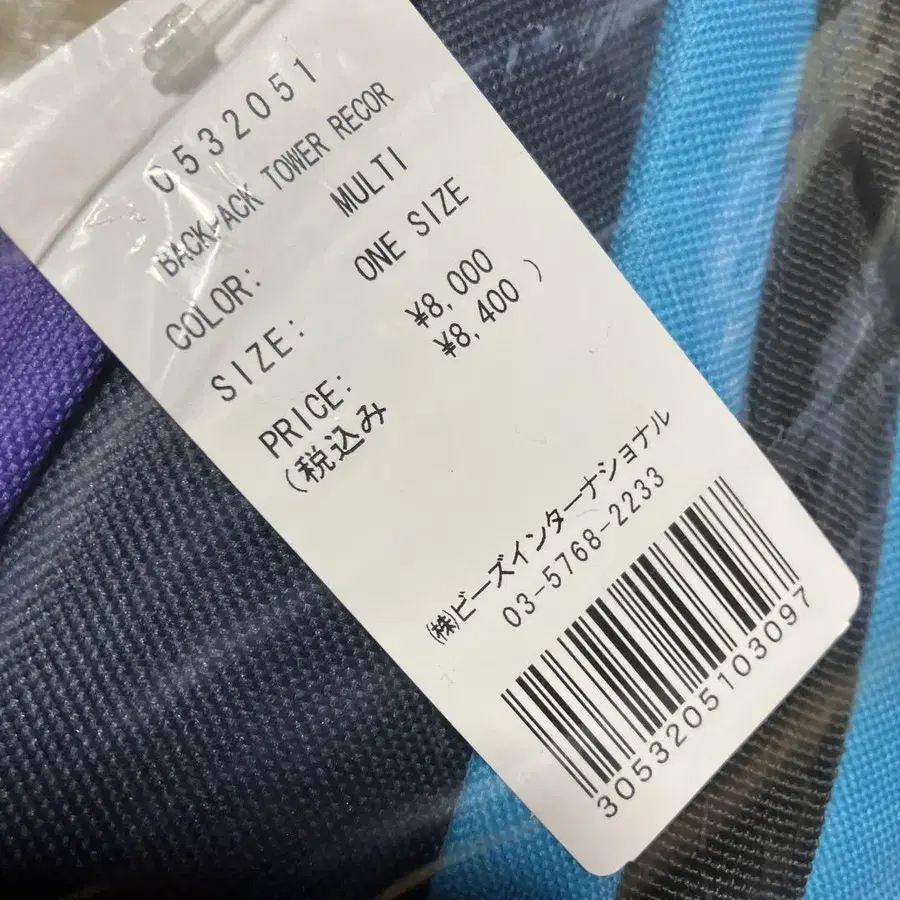 0532051
BACKPACK TOWER RECOR
COLOR: MULTI
SIZE: ONE SIZE
PRICE: ¥8,000
(税込み ¥8,400 )
㈱ビーズインターナショナル
03-5768-2233
3053205103097